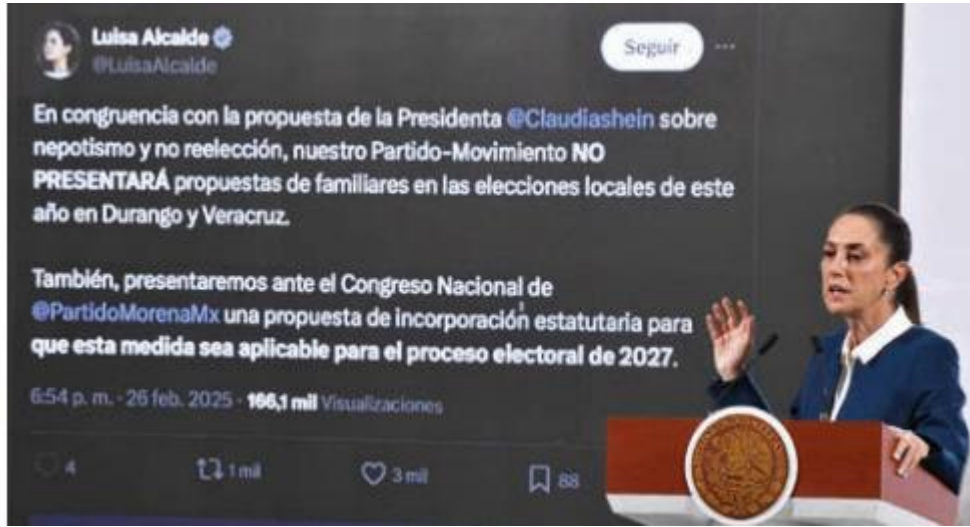 Luisa Alcalde
@LuisaAlcalde
Seguir
En congruencia con la propuesta de la Presidenta @Claudiashein sobre
nepotismo y no reelección, nuestro Partido-Movimiento NO
PRESENTARÁ propuestas de familiares en las elecciones locales de este
año en Durango y Veracruz.
También, presentaremos ante el Congreso Nacional de
@PartidoMorenaMx una propuesta de incorporación estatutaria para
que esta medida sea aplicable para el proceso electoral de 2027.
6:54 p. m. · 26 feb. 2025 · 166,1 mil Visualizaciones
4 1 mil 3 mil 88